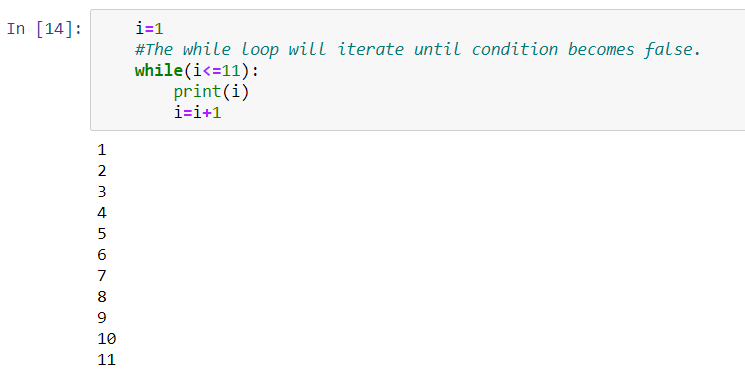 In [14]: i=1
#The while loop will iterate until condition becomes false.
while(i<=11):
print(i)
i=i+1
1
2
3
4
5
6
7
8
9
10
11